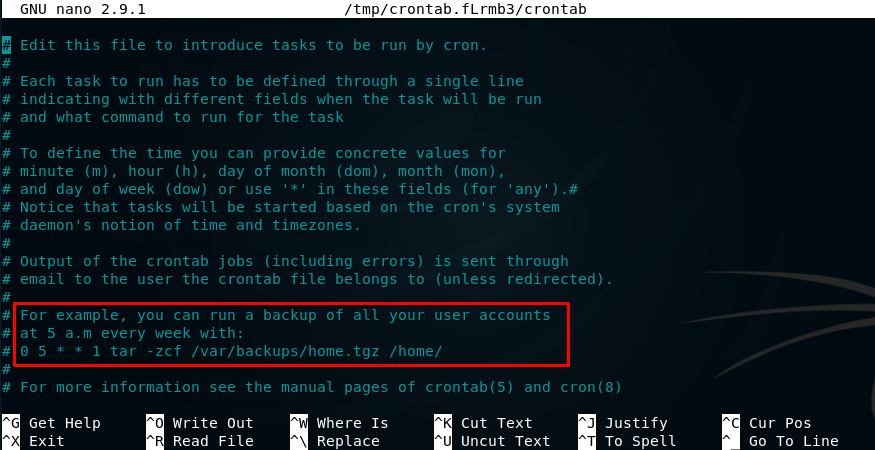 GNU nano 2.9.1 /tmp/crontab.fLrmb3/crontab
# Edit this file to introduce tasks to be run by cron.
#
# Each task to run has to be defined through a single line
# indicating with different fields when the task will be run
# and what command to run for the task
#
# To define the time you can provide concrete values for
# minute (m), hour (h), day of month (dom), month (mon),
# and day of week (dow) or use '*' in these fields (for 'any').#
# Notice that tasks will be started based on the cron's system
# daemon's notion of time and timezones.
#
# Output of the crontab jobs (including errors) is sent through
# email to the user the crontab file belongs to (unless redirected).
#
# For example, you can run a backup of all your user accounts
# at 5 a.m every week with:
# 0 5 * * 1 tar -zcf /var/backups/home.tgz /home/
#
# For more information see the manual pages of crontab(5) and cron(8)
^G Get Help ^O Write Out ^W Where Is ^K Cut Text ^J Justify ^C Cur Pos
^X Exit ^R Read File ^\ Replace ^U Uncut Text ^T To Spell ^_ Go To Line